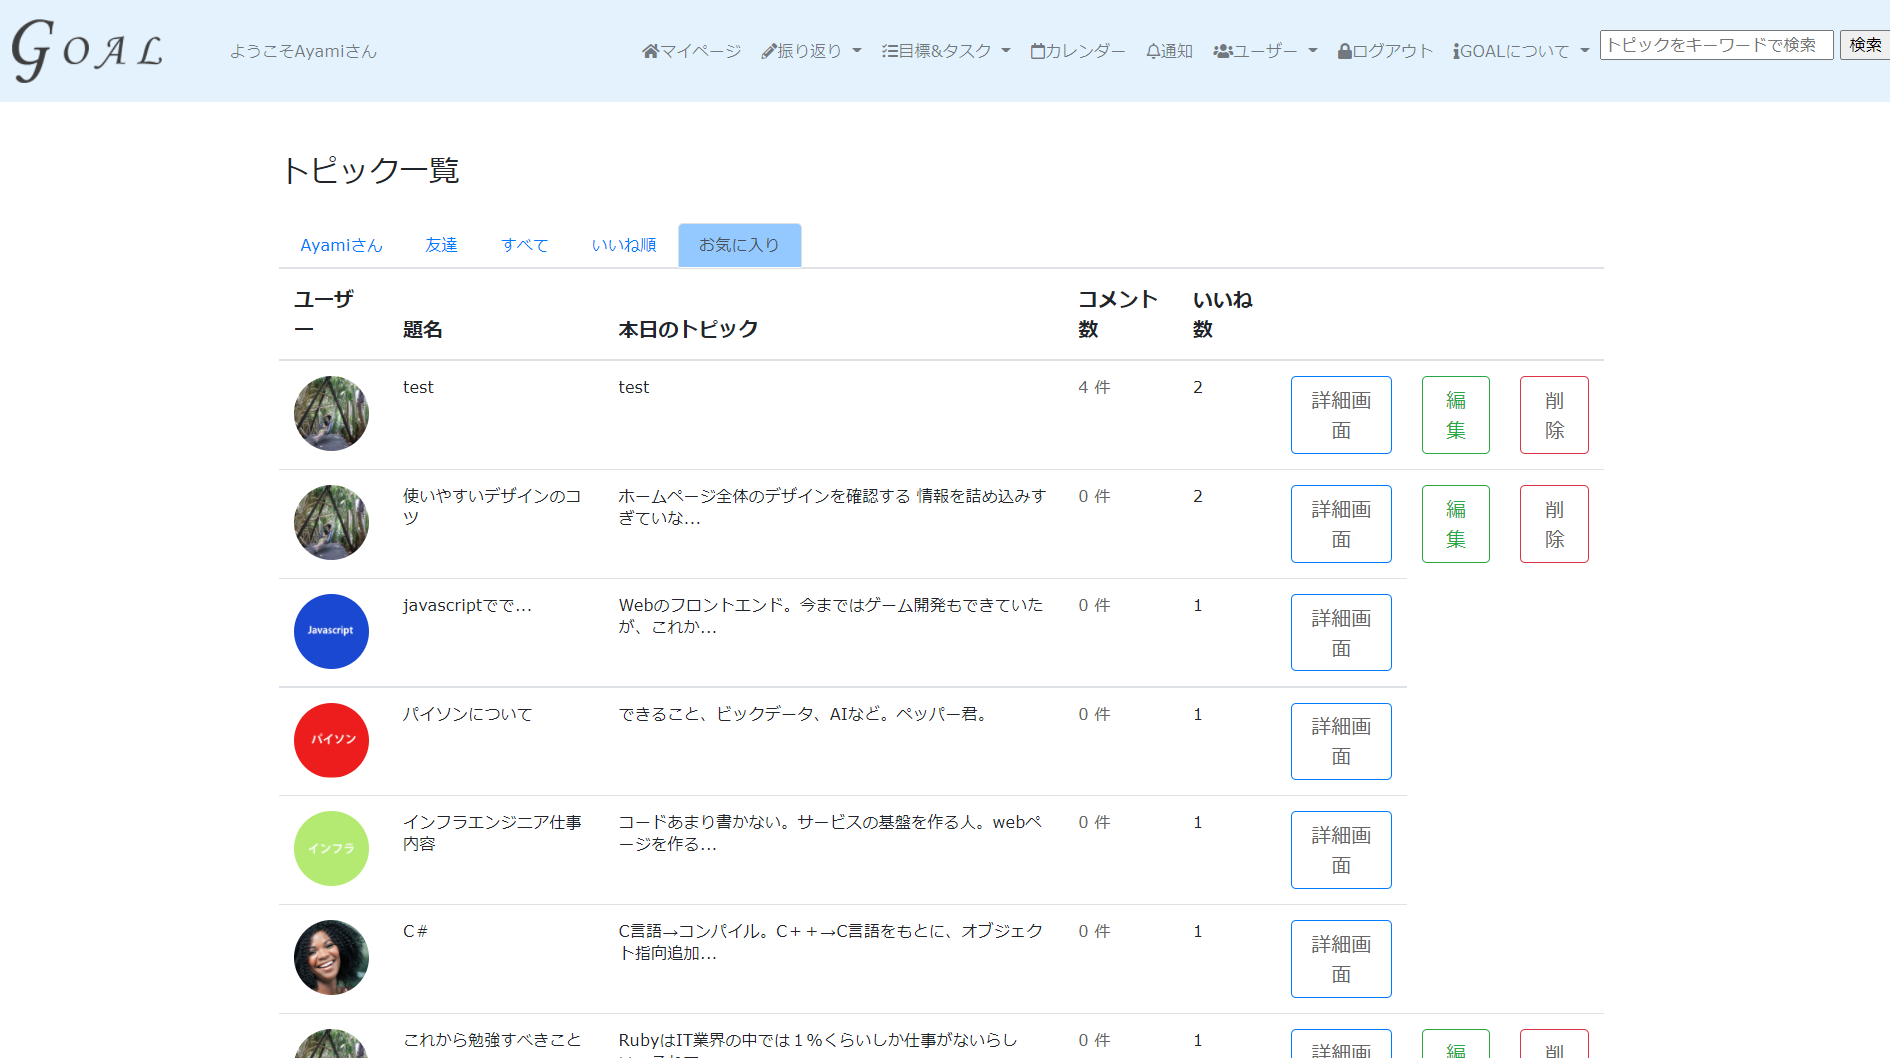 GOAL
ようこそAyamiさん
マイページ
振り返り
目標&タスク
カレンダー
通知
ユーザー
ログアウト
GOALについて
トピックをキーワードで検索
検索
トピック一覧
Ayamiさん
友達
すべて
いいね順
お気に入り
ユーザ
ー
題名
本日のトピック
コメント
数
いいね
数
test
test
4 件
2
詳細画
面
編
集
削
除
使いやすいデザインのコ
ツ
ホームページ全体のデザインを確認する 情報を詰め込みす
ぎていな...
0 件
2
詳細画
面
編
集
削
除
Javascript
javascriptでで...
Webのフロントエンド。今まではゲーム開発もできていた
が、これか...
0 件
1
詳細画
面
パイソン
パイソンについて
できること、ビックデータ、AIなど。ペッパー君。
0 件
1
詳細画
面
インフラ
インフラエンジニア仕事
内容
コードあまり書かない。サービスの基盤を作る人。webペ
ージを作る...
0 件
1
詳細画
面
C＃
C言語→コンパイル。C＋＋→C言語をもとに、オブジェク
ト指向追加...
0 件
1
詳細画
面
これから勉強すべきこと
RubyはIT業界の中では１%くらいしか仕事がないらし
0 件
1
詳細画
編
削